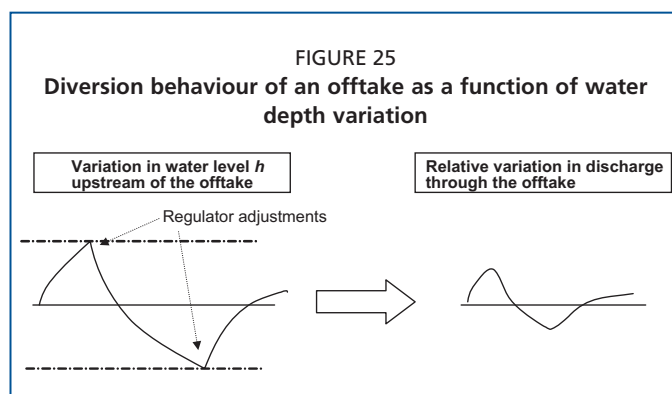 FIGURE 25
Diversion behaviour of an offtake as a function of water
depth variation
Variation in water level h
upstream of the offtake
Relative variation in discharge
through the offtake
Regulator adjustments